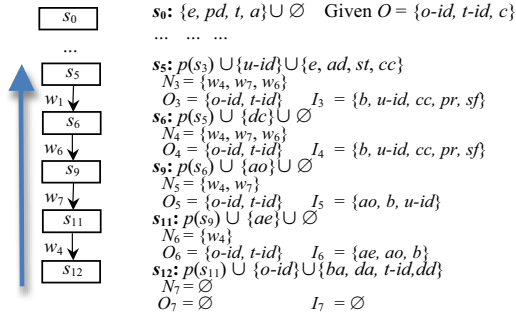 s0 s0: {e, pd, t, a}∪∅ Given O = {o-id, t-id, c}
... ... ... ...
s5 s5: p(s3) ∪{u-id}∪{e, ad, st, cc}
N3 = {w4, w7, w6}
w1 O3 = {o-id, t-id} I3 = {b, u-id, cc, pr, sf}
s6 s6: p(s5) ∪ {dc}∪∅
N4 = {w4, w7, w6}
w6 O4 = {o-id, t-id} I4 = {b, u-id, cc, pr, sf}
s9 s9: p(s6) ∪ {ao}∪∅
N5 = {w4, w7}
w7 O5 = {o-id, t-id} I5 = {ao, b, u-id}
s11 s11: p(s9) ∪ {ae}∪∅
N6 = {w4}
w4 O6 = {o-id, t-id} I6 = {ae, ao, b}
s12 s12: p(s11) ∪ {o-id}∪{ba, da, t-id,dd}
N7 = ∅
O7 = ∅ I7 = ∅